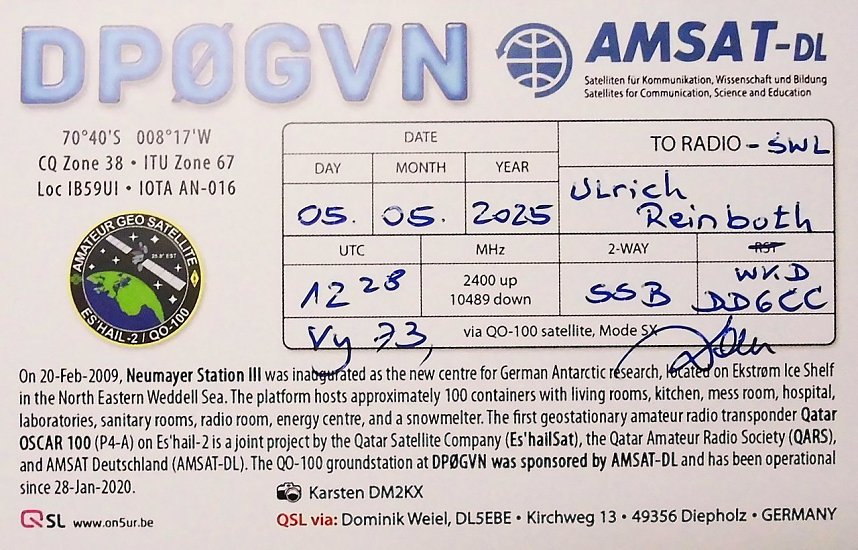 DPØGVN
AMSAT-DL
Satelliten für Kommunikation, Wissenschaft und Bildung
Satellites for Communication, Science and Education
70°40'S 008°17'W
CQ Zone 38 • ITU Zone 67
Loc IB59UI • IOTA AN-016
AMATEUR GEO SATELLITE
25.8° EST
ES'HAIL-2 / QO-100
DATE
TO RADIO - SWL
DAY MONTH YEAR
Ulrich
Reinboth
05. 05. 2025
UTC MHz 2-WAY RST
1228
2400 up
10489 down
SSB
WKD
DD6CC
Vy 73,
via QO-100 satellite, Mode SX
On 20-Feb-2009, Neumayer Station III was inaugurated as the new centre for German Antarctic research, located on Ekstrøm Ice Shelf
in the North Eastern Weddell Sea. The platform hosts approximately 100 containers with living rooms, kitchen, mess room, hospital,
laboratories, sanitary rooms, radio room, energy centre, and a snowmelter. The first geostationary amateur radio transponder Qatar
OSCAR 100 (P4-A) on Es'hail-2 is a joint project by the Qatar Satellite Company (Es'hailSat), the Qatar Amateur Radio Society (QARS),
and AMSAT Deutschland (AMSAT-DL). The QO-100 groundstation at DPØGVN was sponsored by AMSAT-DL and has been operational
since 28-Jan-2020.
Karsten DM2KX
QSL www.on5ur.be
QSL via: Dominik Weiel, DL5EBE • Kirchweg 13 • 49356 Diepholz • GERMANY